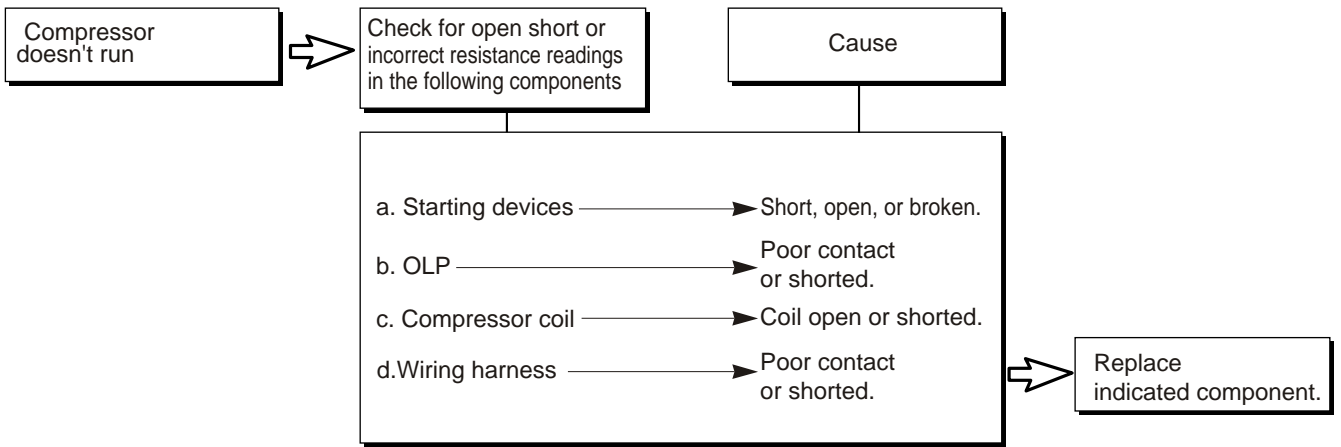 Compressor
doesn't run
Check for open short or
incorrect resistance readings
in the following components
Cause
a. Starting devices
Short, open, or broken.
b. OLP
Poor contact
or shorted.
c. Compressor coil
Coil open or shorted.
d.Wiring harness
Poor contact
or shorted.
Replace
indicated component.